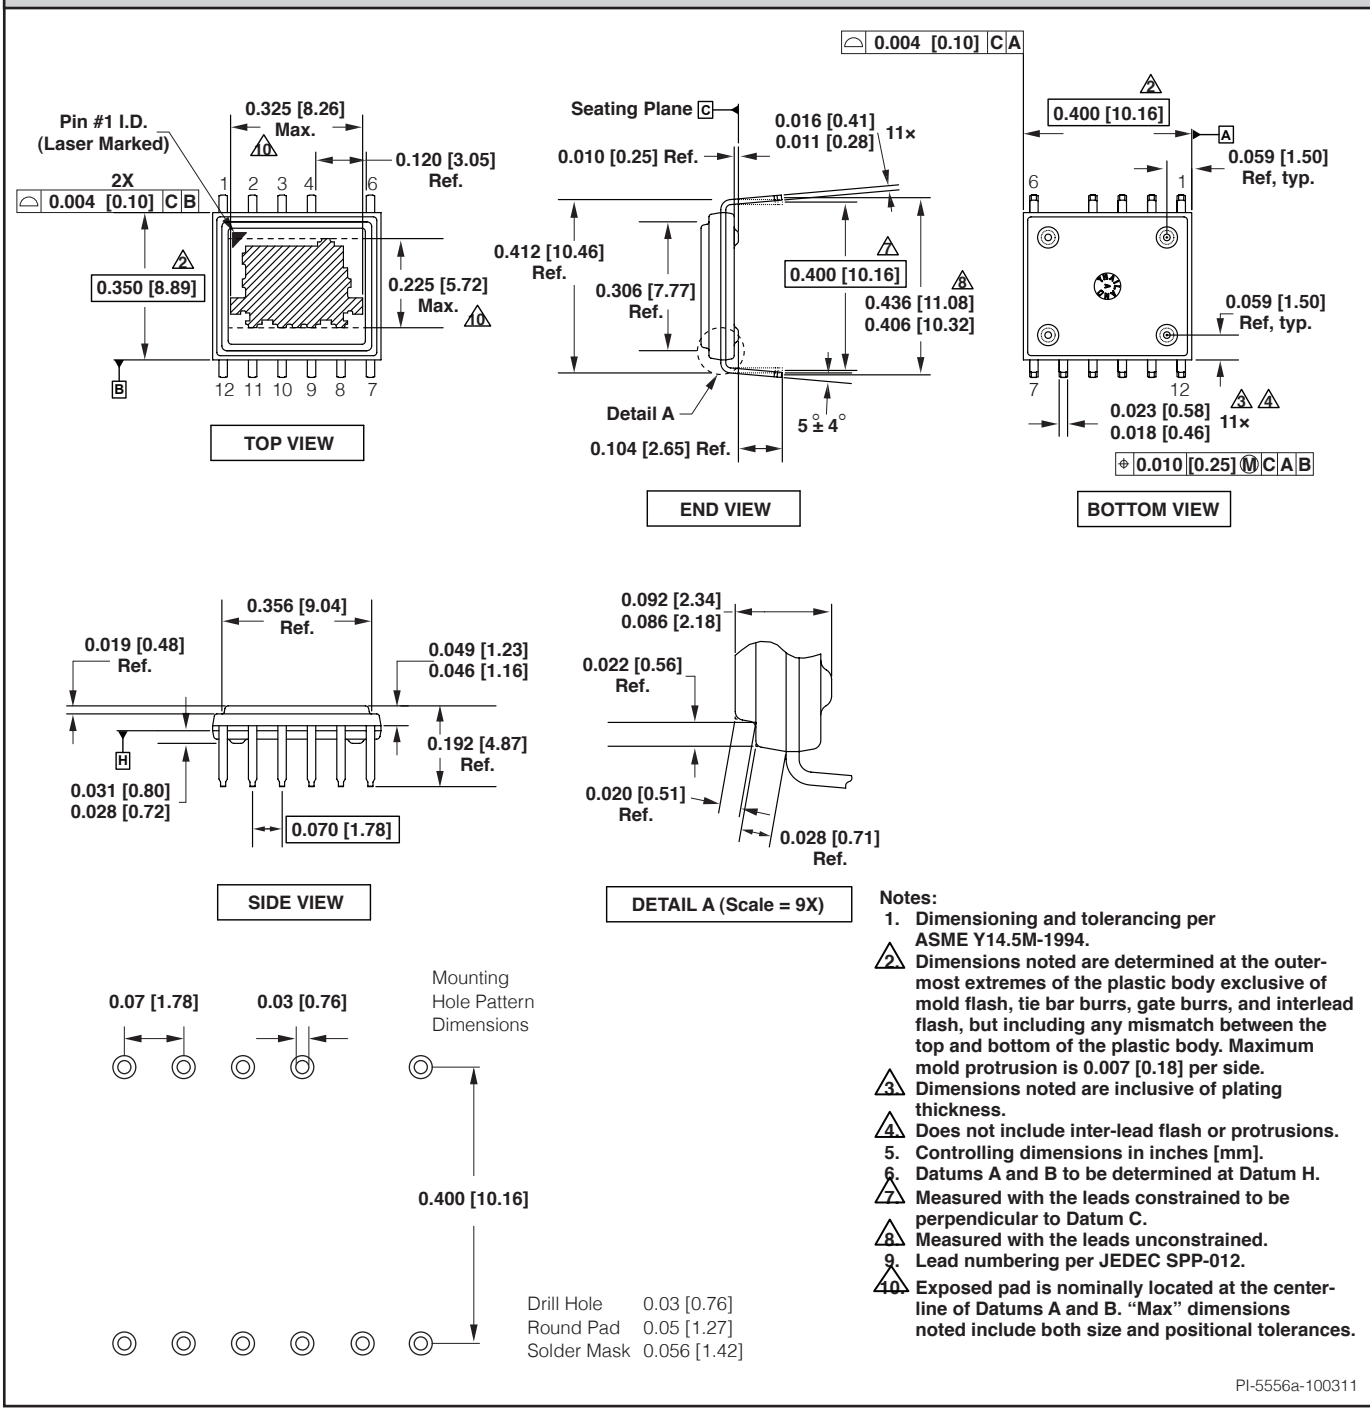 ⌓ 0.004 [0.10] C A
Pin #1 I.D.
(Laser Marked)
0.325 [8.26]
Max.
10
0.120 [3.05]
Ref.
2X
⌓ 0.004 [0.10] C B
1 2 3 4 6
2
0.350 [8.89]
0.225 [5.72]
Max.
10
B
12 11 10 9 8 7
TOP VIEW
Seating Plane C
0.010 [0.25] Ref.
0.016 [0.41]
0.011 [0.28]
11×
0.412 [10.46]
Ref.
0.306 [7.77]
Ref.
7
0.400 [10.16]
8
0.436 [11.08]
0.406 [10.32]
Detail A
5° ± 4°
0.104 [2.65] Ref.
END VIEW
2
0.400 [10.16]
A
0.059 [1.50]
Ref, typ.
6 1
0.059 [1.50]
Ref, typ.
7 12
0.023 [0.58]
0.018 [0.46]
11×
3 4
⌖ 0.010 [0.25] Ⓜ C A B
BOTTOM VIEW
0.356 [9.04]
Ref.
0.019 [0.48]
Ref.
0.049 [1.23]
0.046 [1.16]
H
0.192 [4.87]
Ref.
0.031 [0.80]
0.028 [0.72]
0.070 [1.78]
SIDE VIEW
0.092 [2.34]
0.086 [2.18]
0.022 [0.56]
Ref.
0.020 [0.51]
Ref.
0.028 [0.71]
Ref.
DETAIL A (Scale = 9X)
Mounting
Hole Pattern
Dimensions
0.07 [1.78]
0.03 [0.76]
0.400 [10.16]
Drill Hole 0.03 [0.76]
Round Pad 0.05 [1.27]
Solder Mask 0.056 [1.42]
Notes:
1. Dimensioning and tolerancing per
ASME Y14.5M-1994.
2. Dimensions noted are determined at the outer-
most extremes of the plastic body exclusive of
mold flash, tie bar burrs, gate burrs, and interlead
flash, but including any mismatch between the
top and bottom of the plastic body. Maximum
mold protrusion is 0.007 [0.18] per side.
3. Dimensions noted are inclusive of plating
thickness.
4. Does not include inter-lead flash or protrusions.
5. Controlling dimensions in inches [mm].
6. Datums A and B to be determined at Datum H.
7. Measured with the leads constrained to be
perpendicular to Datum C.
8. Measured with the leads unconstrained.
9. Lead numbering per JEDEC SPP-012.
10. Exposed pad is nominally located at the center-
line of Datums A and B. “Max” dimensions
noted include both size and positional tolerances.
PI-5556a-100311